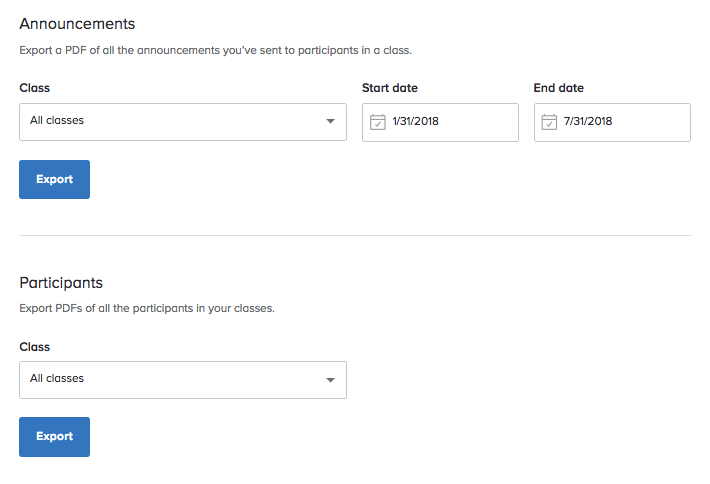 Announcements
Export a PDF of all the announcements you've sent to participants in a class.
Class
Start date
End date
All classes
1/31/2018
7/31/2018
Export
Participants
Export PDFs of all the participants in your classes.
Class
All classes
Export